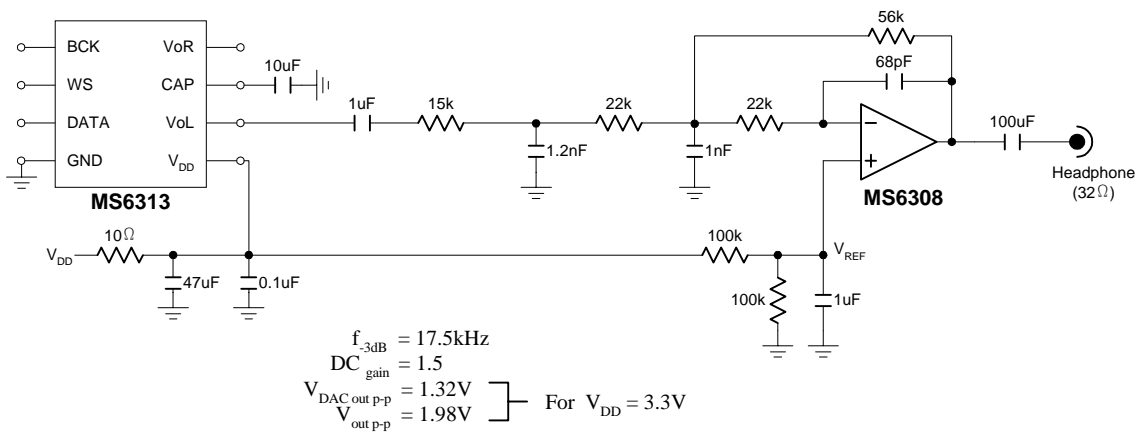 BCK
WS
DATA
GND
VoR
CAP
VoL
VDD
MS6313
10uF
1uF
15k
1.2nF
22k
1nF
22k
56k
68pF
−
+
MS6308
100uF
Headphone
(32Ω)
VDD
10Ω
47uF
0.1uF
100k
100k
VREF
1uF
f-3dB = 17.5kHz
DC gain = 1.5
VDAC out p-p = 1.32V
Vout p-p = 1.98V
For VDD = 3.3V